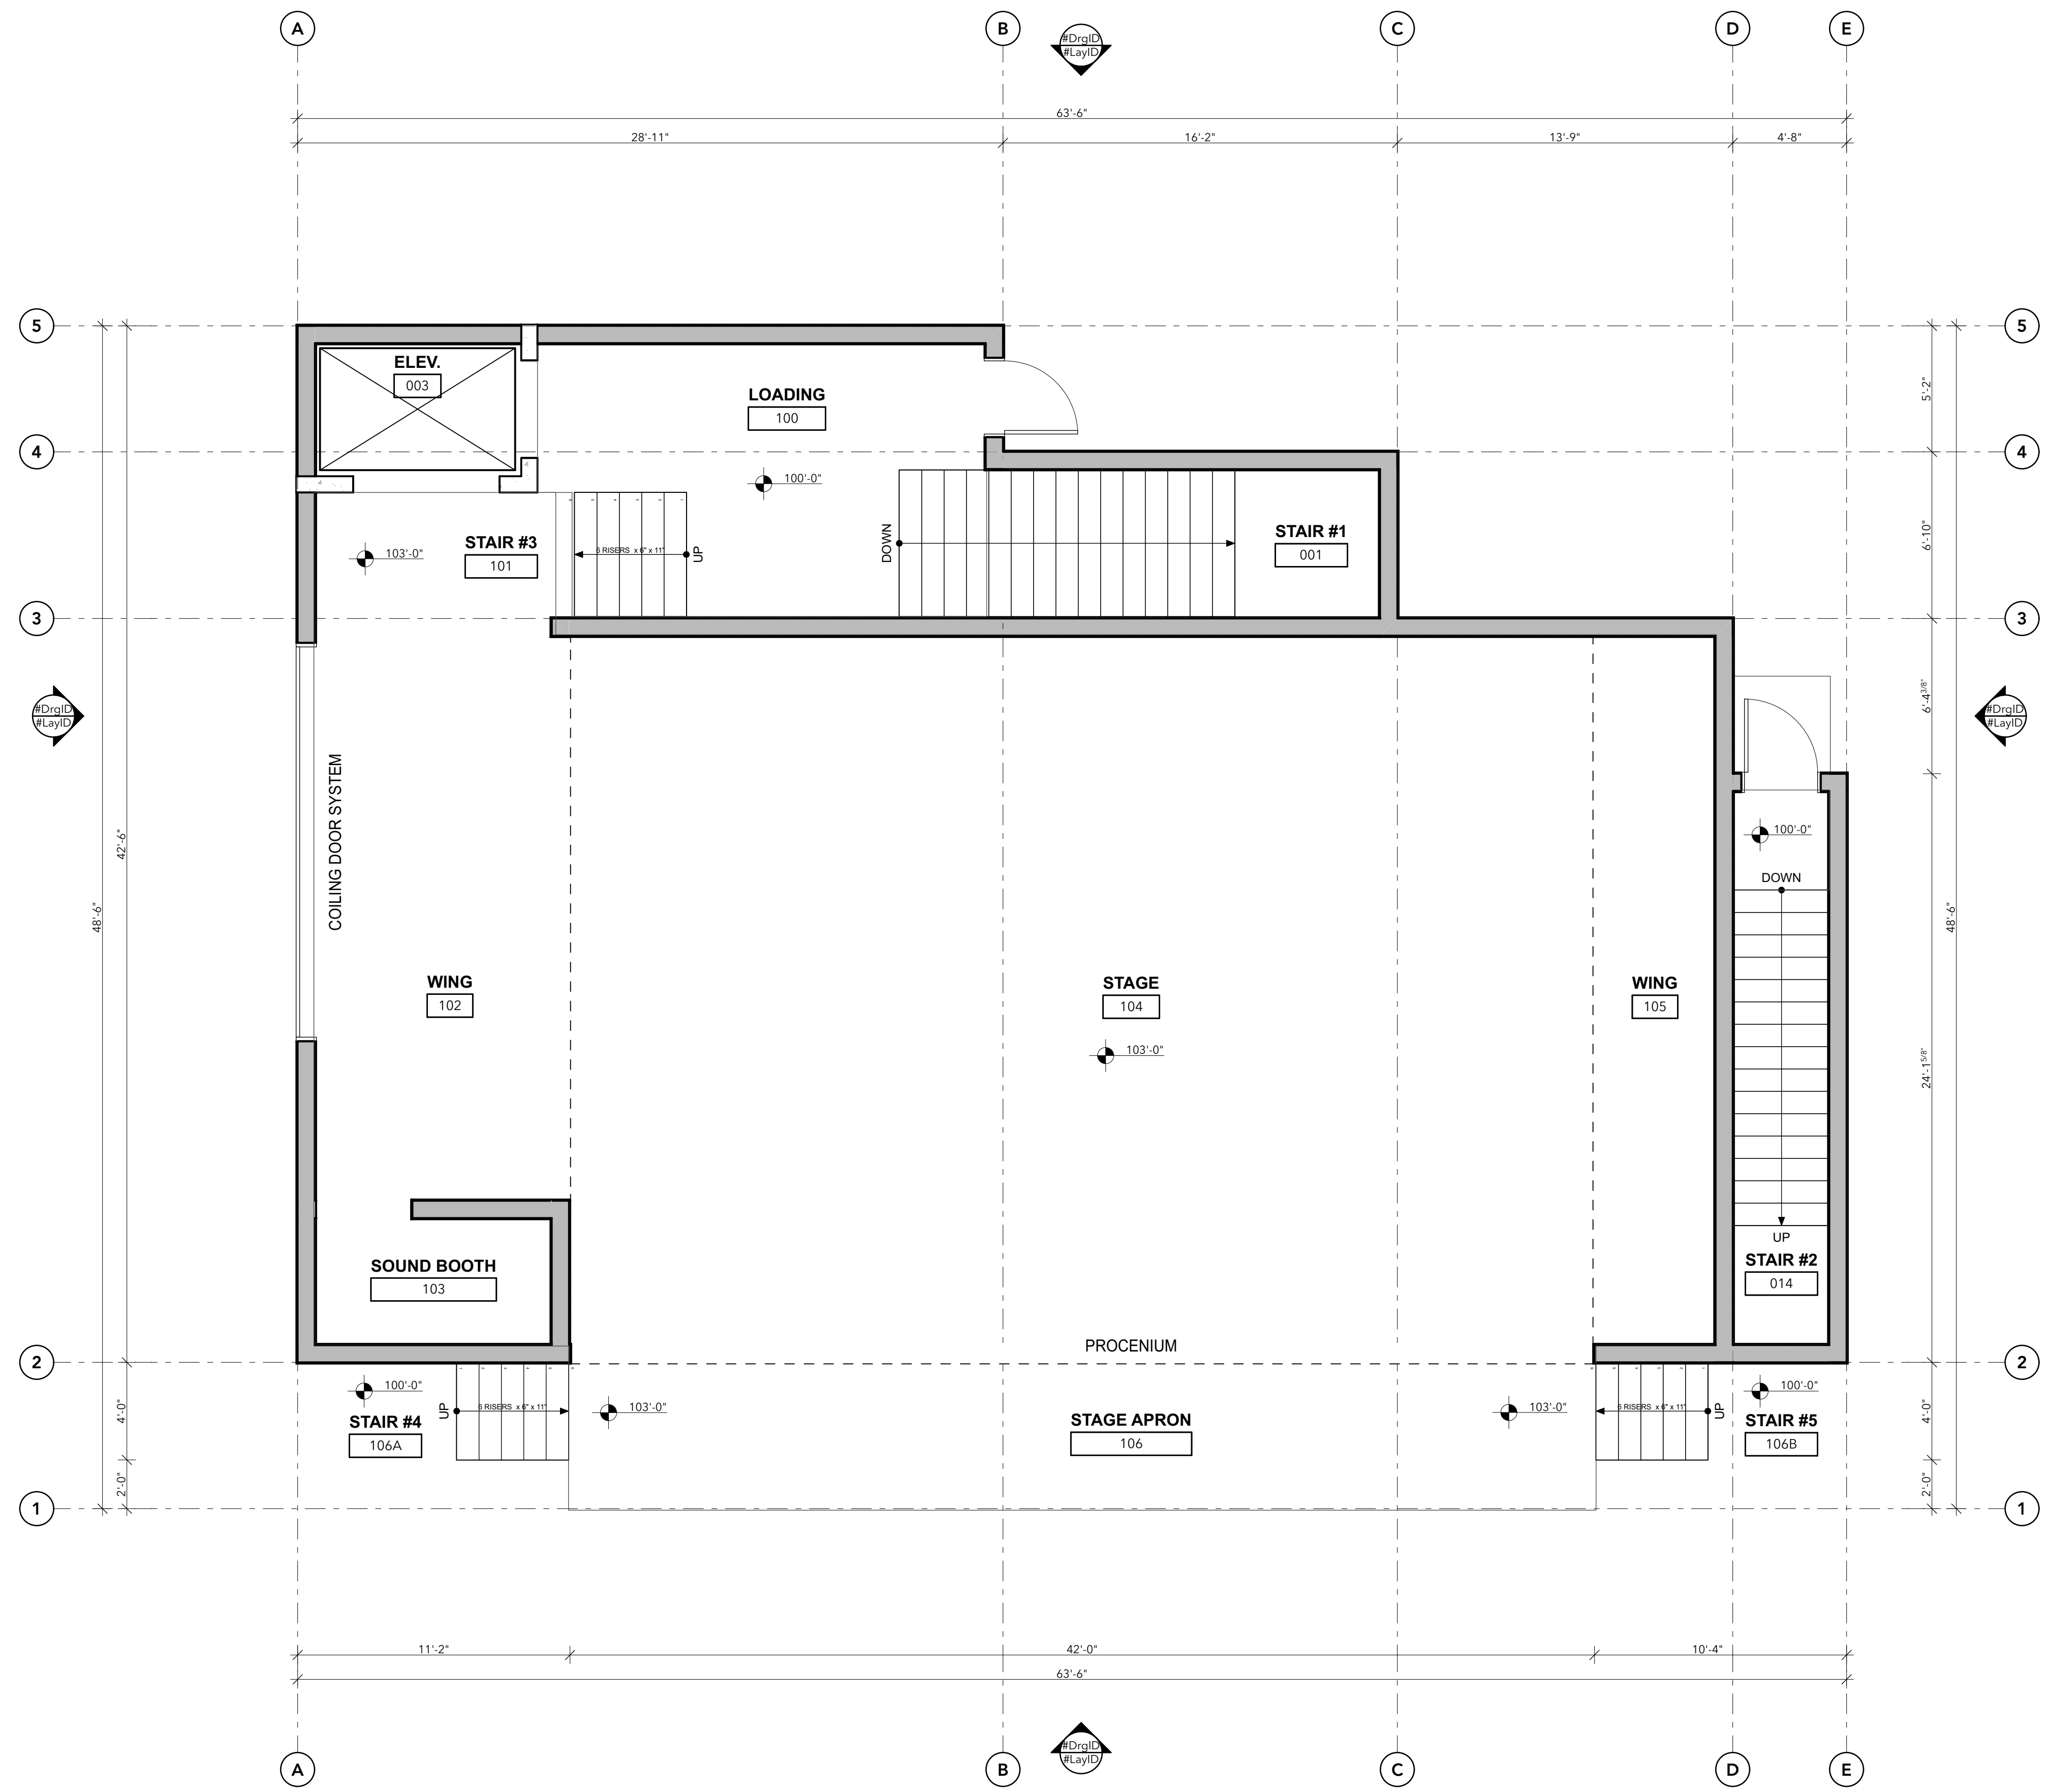 A
B
C
D
E
#DrgID
#LayID
63'-6"
28'-11"
16'-2"
13'-9"
4'-8"
5
5
ELEV.
003
LOADING
100
5'-2"
4
4
100'-0"
STAIR #3
101
103'-0"
6 RISERS x 6" x 11"
UP
DOWN
STAIR #1
001
6'-10"
3
3
#DrgID
#LayID
6'-4 3/8"
#DrgID
#LayID
COILING DOOR SYSTEM
42'-6"
48'-6"
100'-0"
DOWN
48'-6"
WING
102
STAGE
104
103'-0"
WING
105
24'-1 5/8"
UP
STAIR #2
014
SOUND BOOTH
103
PROCENIUM
2
2
100'-0"
STAIR #4
106A
UP
6 RISERS x 6" x 11"
103'-0"
STAGE APRON
106
103'-0"
6 RISERS x 6" x 11"
UP
100'-0"
STAIR #5
106B
4'-0"
4'-0"
2'-0"
2'-0"
1
1
11'-2"
42'-0"
10'-4"
63'-6"
#DrgID
#LayID
A
B
C
D
E